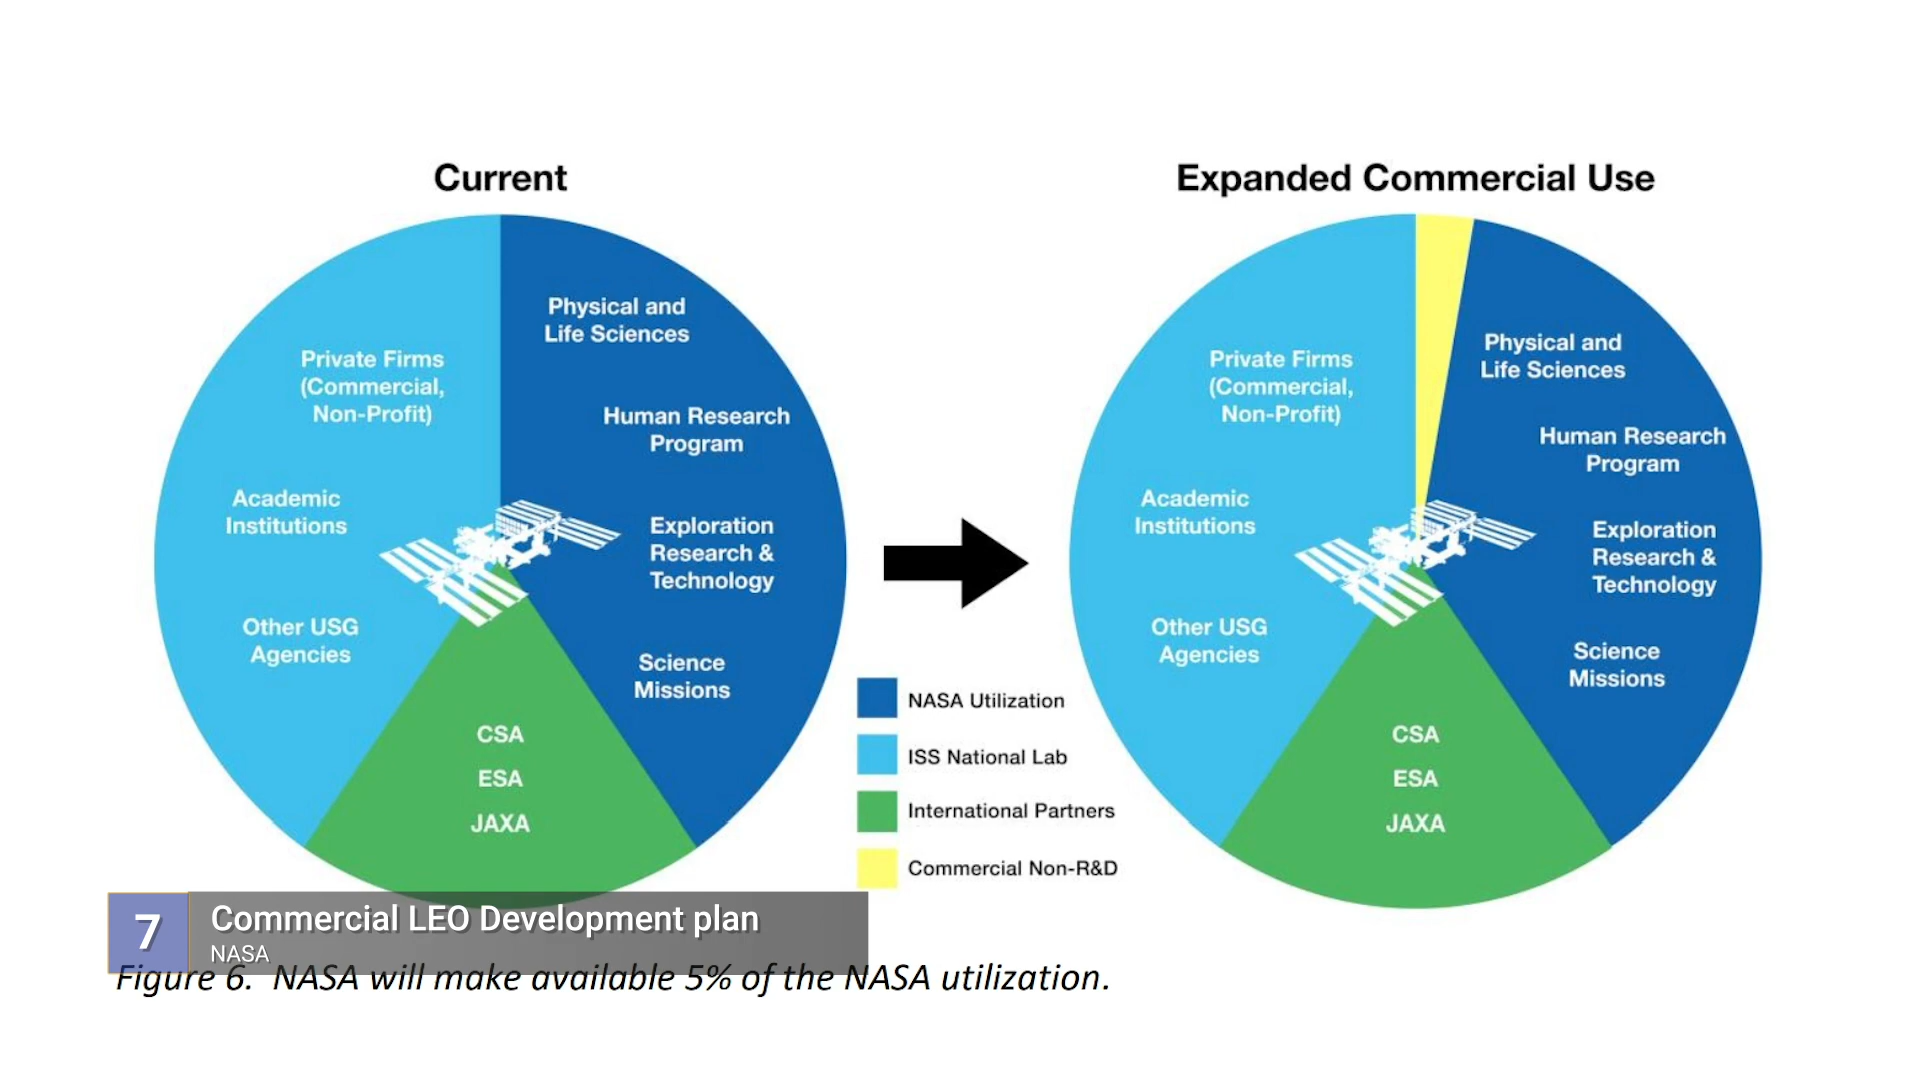 Current
Physical and
Life Sciences
Private Firms
(Commercial,
Non-Profit)
Human Research
Program
Academic
Institutions
Exploration
Research &
Technology
Other USG
Agencies
Science
Missions
CSA
ESA
JAXA
NASA Utilization
ISS National Lab
International Partners
Commercial Non-R&D
Expanded Commercial Use
Physical and
Life Sciences
Private Firms
(Commercial,
Non-Profit)
Human Research
Program
Academic
Institutions
Exploration
Research &
Technology
Other USG
Agencies
Science
Missions
CSA
ESA
JAXA
7
Commercial LEO Development plan
NASA
Figure 6. NASA will make available 5% of the NASA utilization.